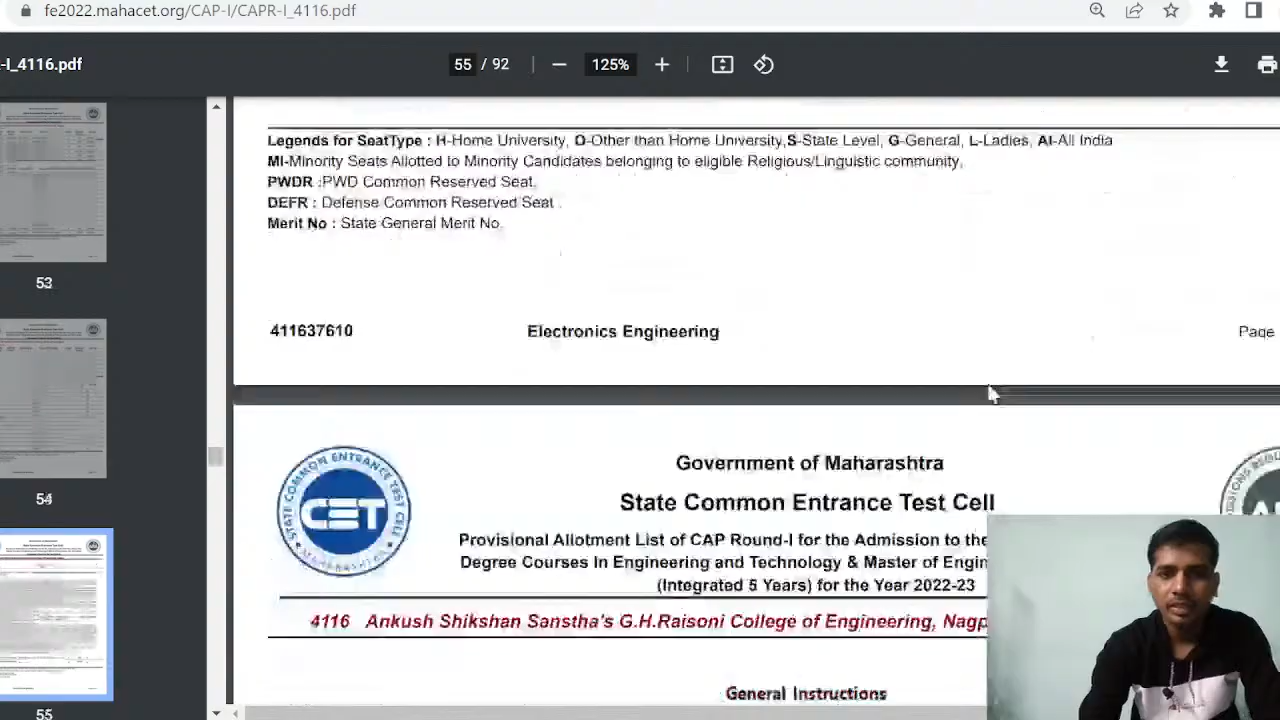 fe2022.mahacet.org/CAP-I/CAPR-I_4116.pdf
-I_4116.pdf
55 / 92
125%
Legends for SeatType : H-Home University, O-Other than Home University,S-State Level, G-General, L-Ladies, AI-All India
MI-Minority Seats Allotted to Minority Candidates belonging to eligible Religious/Linguistic community,
PWDR :PWD Common Reserved Seat,
DEFR : Defense Common Reserved Seat .
Merit No : State General Merit No.
411637610
Electronics Engineering
Page
STATE COMMON ENTRANCE TEST CELL
CET
MAHARASHTRA
Government of Maharashtra
State Common Entrance Test Cell
Provisional Allotment List of CAP Round-I for the Admission to the
Degree Courses In Engineering and Technology & Master of Engin
(Integrated 5 Years) for the Year 2022-23
4116 Ankush Shikshan Sanstha's G.H.Raisoni College of Engineering, Nagp
General Instructions
53
54
55